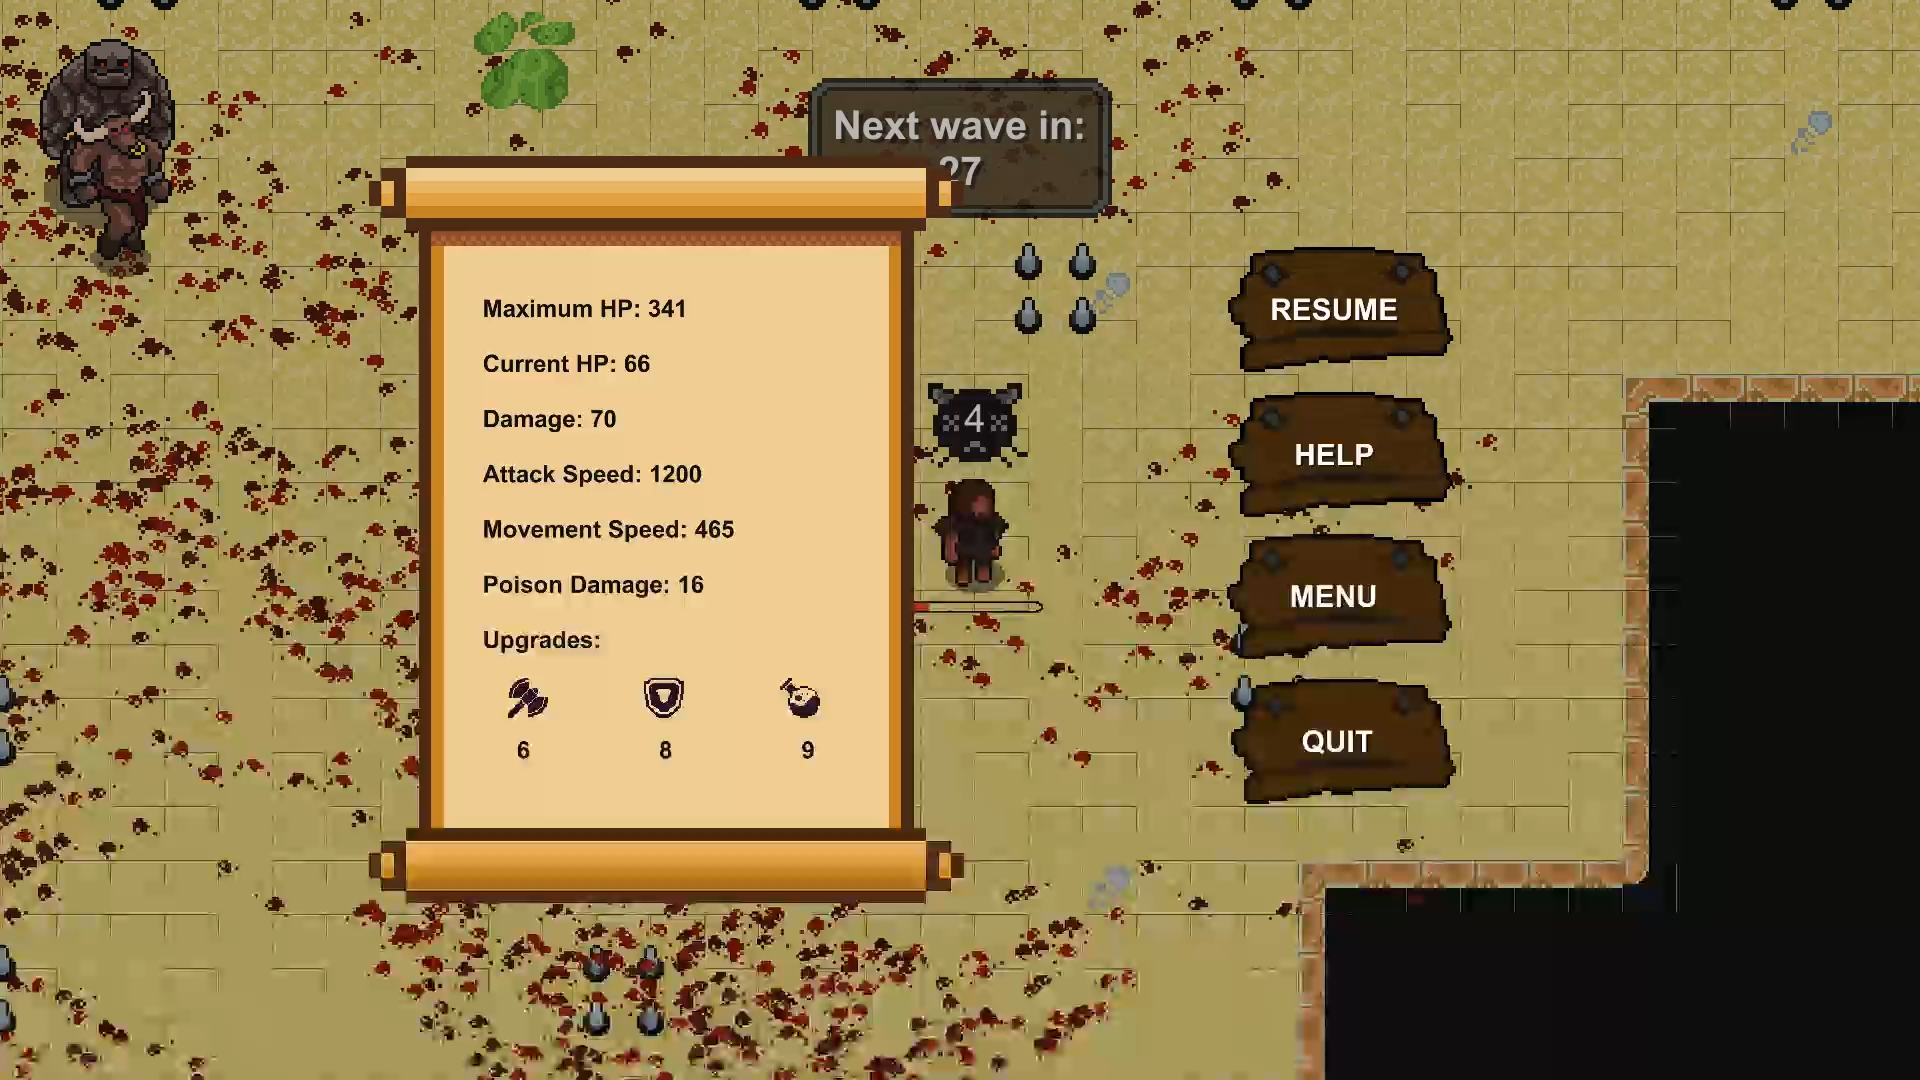 Next wave in:
27
Maximum HP: 341
Current HP: 66
Damage: 70
Attack Speed: 1200
Movement Speed: 465
Poison Damage: 16
Upgrades:
6 8 9
4
RESUME
HELP
MENU
QUIT